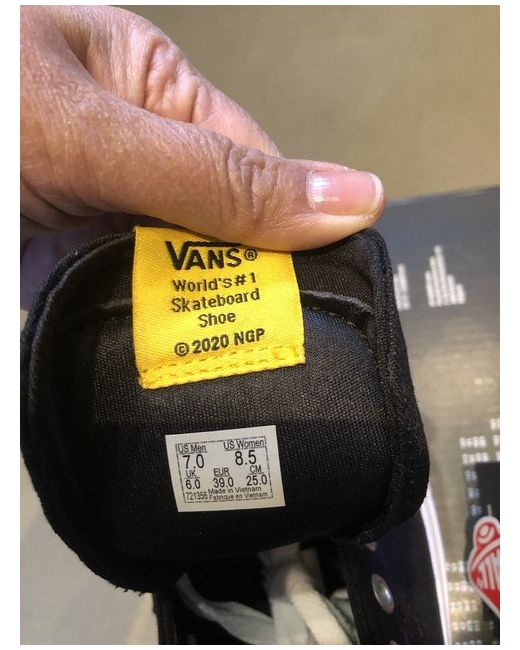 VANS®
World's #1
Skateboard
Shoe
© 2020 NGP
US Men US Women
7.0 8.5
UK EUR CM
6.0 39.0 25.0
721356 Made in Vietnam
Fabriqué en Vietnam